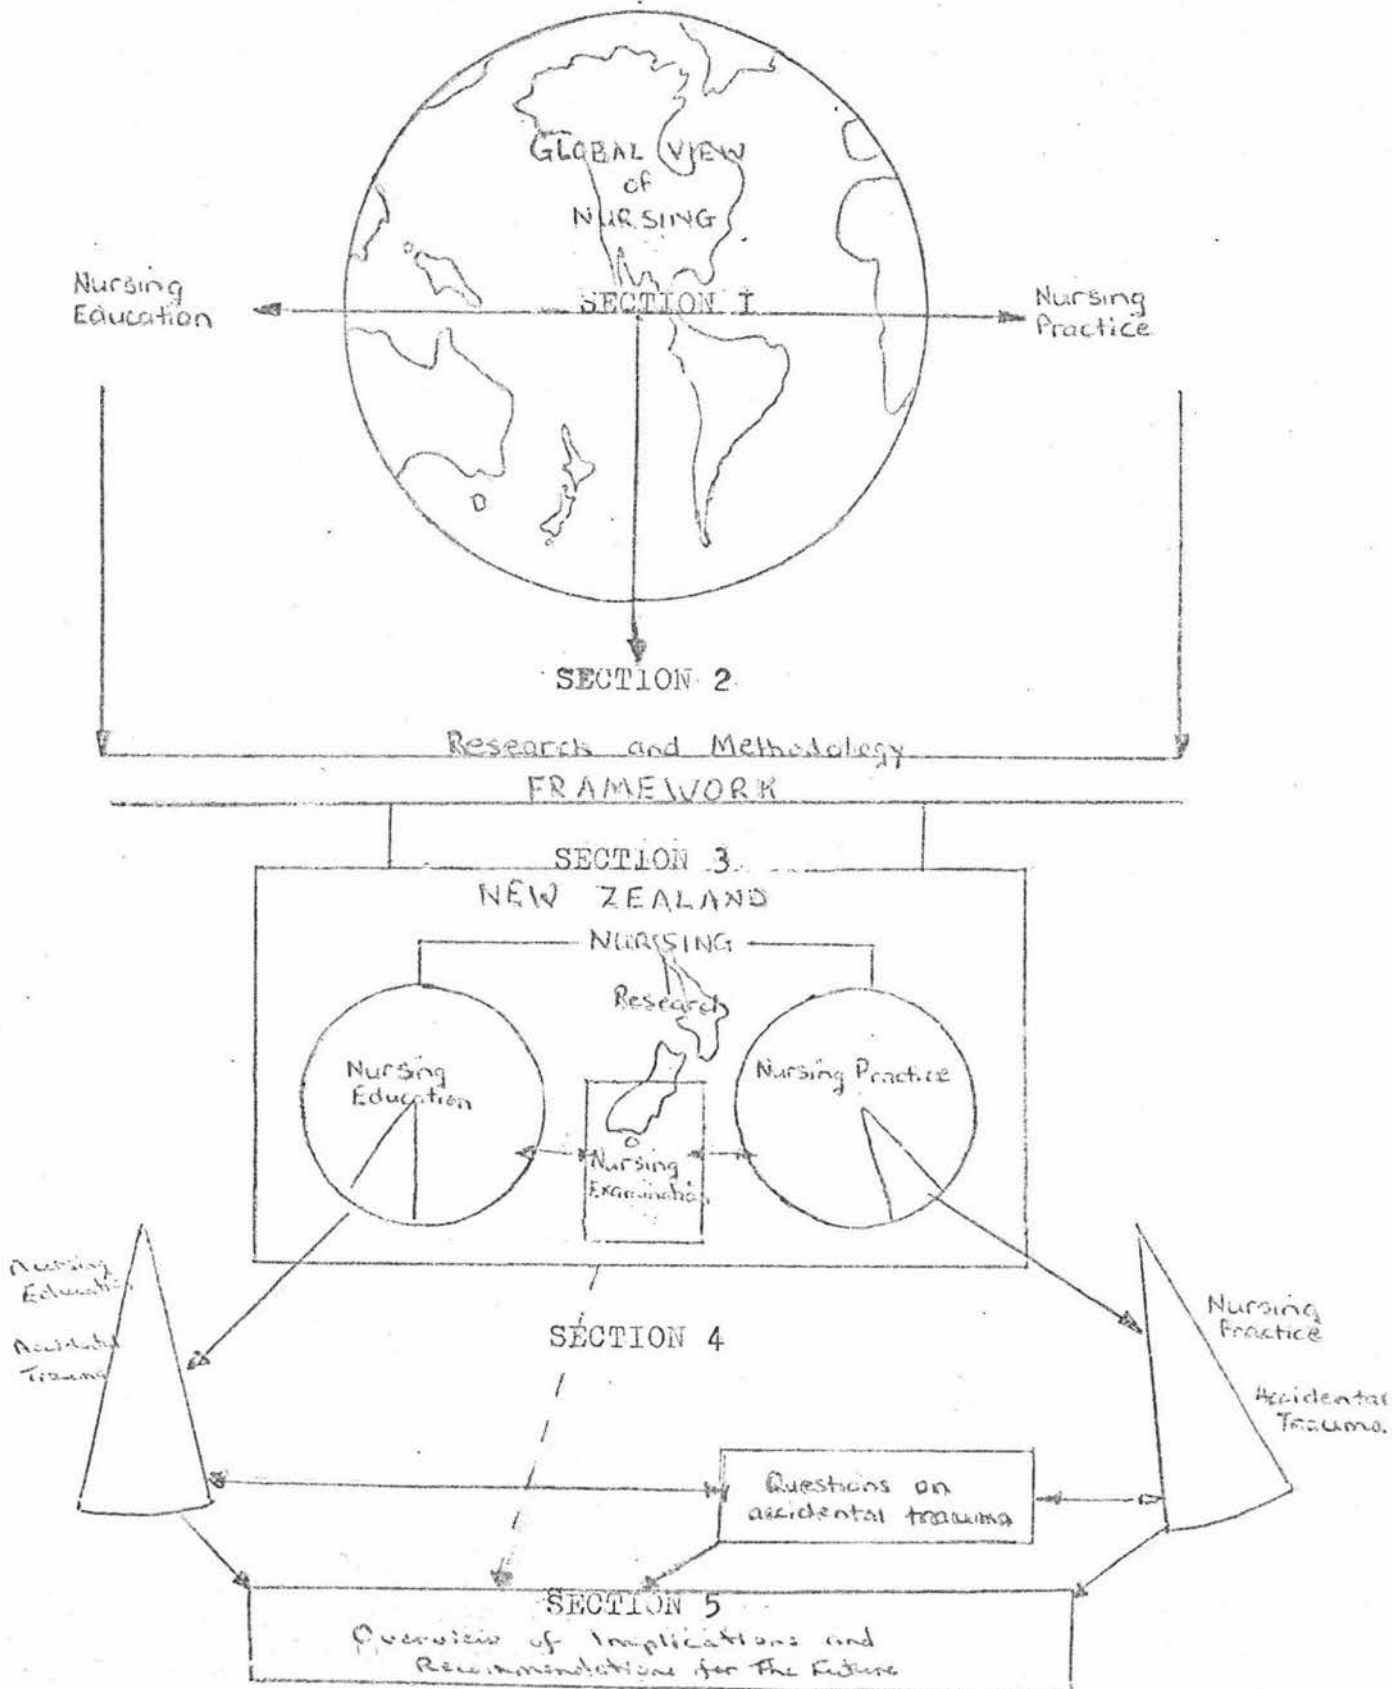 GLOBAL VIEW
of
NURSING
SECTION I
Nursing
Education
Nursing
Practice
SECTION 2
Research and Methodology
FRAMEWORK
SECTION 3
NEW ZEALAND
NURSING
Research
Nursing
Education
Nursing Practice
Nursing
Examination
Nursing
Education
Accidental
Trauma
SECTION 4
Nursing
Practice
Accidental
Trauma.
Questions on
accidental trauma
SECTION 5
Overview of Implications and
Recommendations for The Future